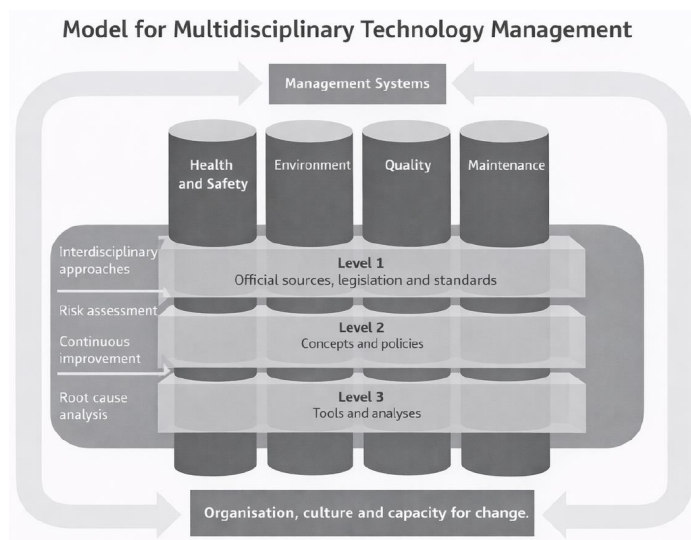 Model for Multidisciplinary Technology Management
Management Systems
Health
and Safety
Environment
Quality
Maintenance
Interdisciplinary
approaches
Risk assessment
Continuous
improvement
Root cause
analysis
Level 1
Official sources, legislation and standards
Level 2
Concepts and policies
Level 3
Tools and analyses
Organisation, culture and capacity for change.